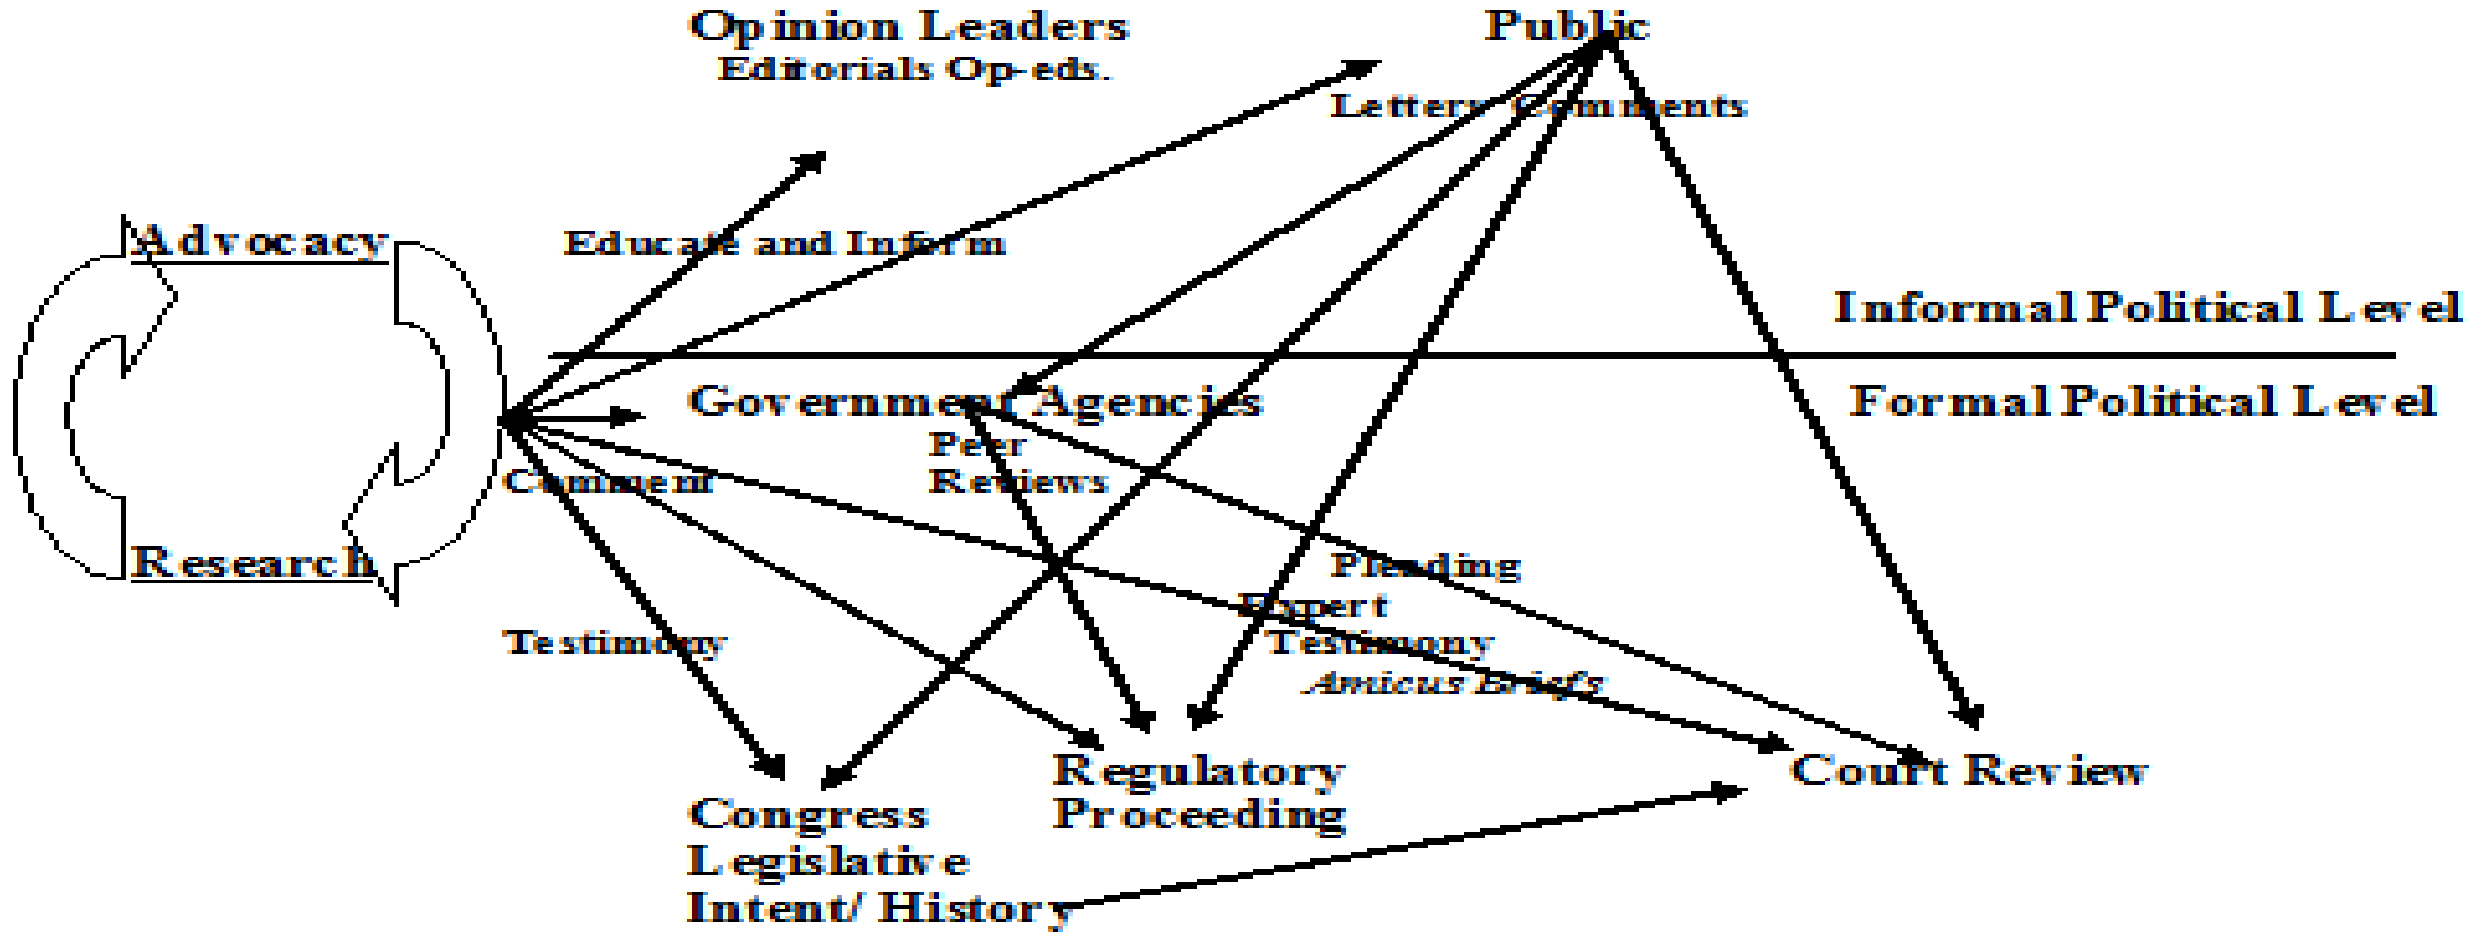 Opinion Leaders
Editorials Op-eds.
Public
Letters Comments
Advocacy
Educate and Inform
Informal Political Level
Government Agencies
Formal Political Level
Peer
Reviews
Comment
Research
Pleading
Expert
Testimony
Amicus Briefs
Testimony
Regulatory
Proceeding
Court Review
Congress
Legislative
Intent/ History